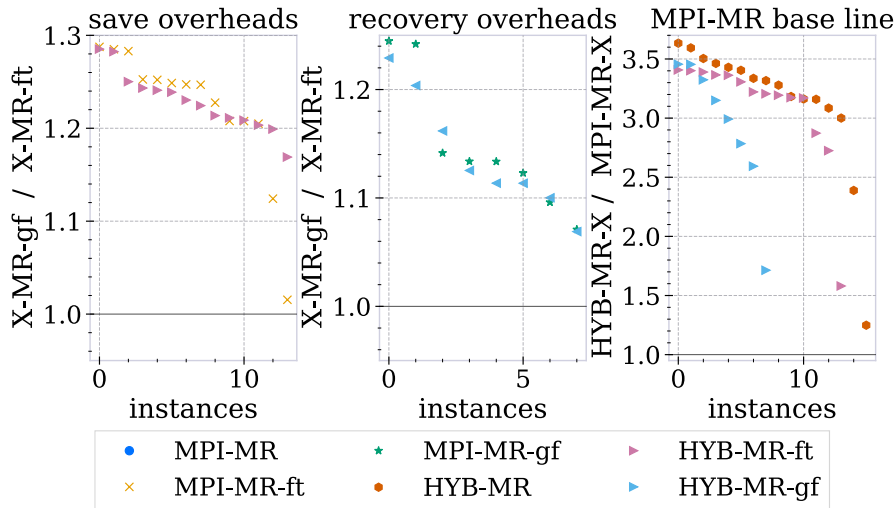 save overheads
recovery overheads
MPI-MR base line
X-MR-gf / X-MR-ft
1.3
1.2
1.1
1.0
0
10
instances
X-MR-gf / X-MR-ft
1.2
1.1
1.0
0
5
instances
HYB-MR-X / MPI-MR-X
3.5
3.0
2.5
2.0
1.5
1.0
0
10
instances
MPI-MR
MPI-MR-gf
HYB-MR-ft
MPI-MR-ft
HYB-MR
HYB-MR-gf